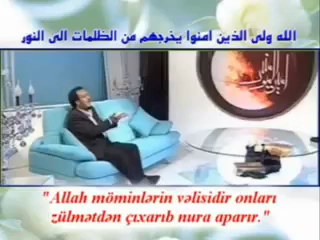 الله ولی الذین امنوا یخرجهم من الظلمات الی النور
"Allah möminlərin vəlisidir onları
zülmətdən çıxarıb nura aparır."